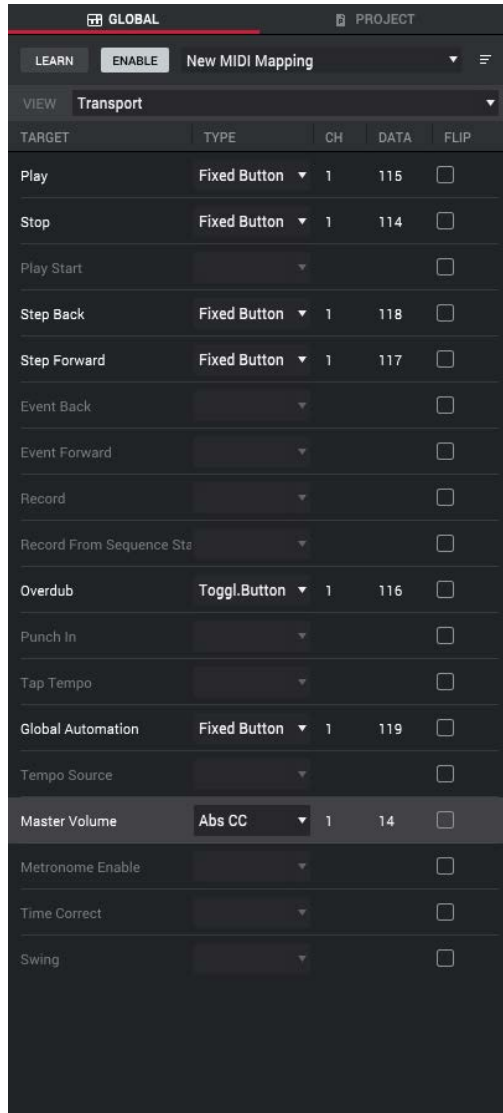 GLOBAL PROJECT
LEARN ENABLE New MIDI Mapping
VIEW Transport
TARGET TYPE CH DATA FLIP
Play Fixed Button 1 115
Stop Fixed Button 1 114
Play Start
Step Back Fixed Button 1 118
Step Forward Fixed Button 1 117
Event Back
Event Forward
Record
Record From Sequence Sta
Overdub Toggl.Button 1 116
Punch In
Tap Tempo
Global Automation Fixed Button 1 119
Tempo Source
Master Volume Abs CC 1 14
Metronome Enable
Time Correct
Swing